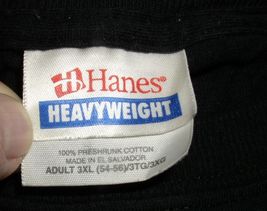 Hanes®
HEAVYWEIGHT
100% PRESHRUNK COTTON
MADE IN EL SALVADOR
ADULT 3XL (54-56)/3TG/3XG